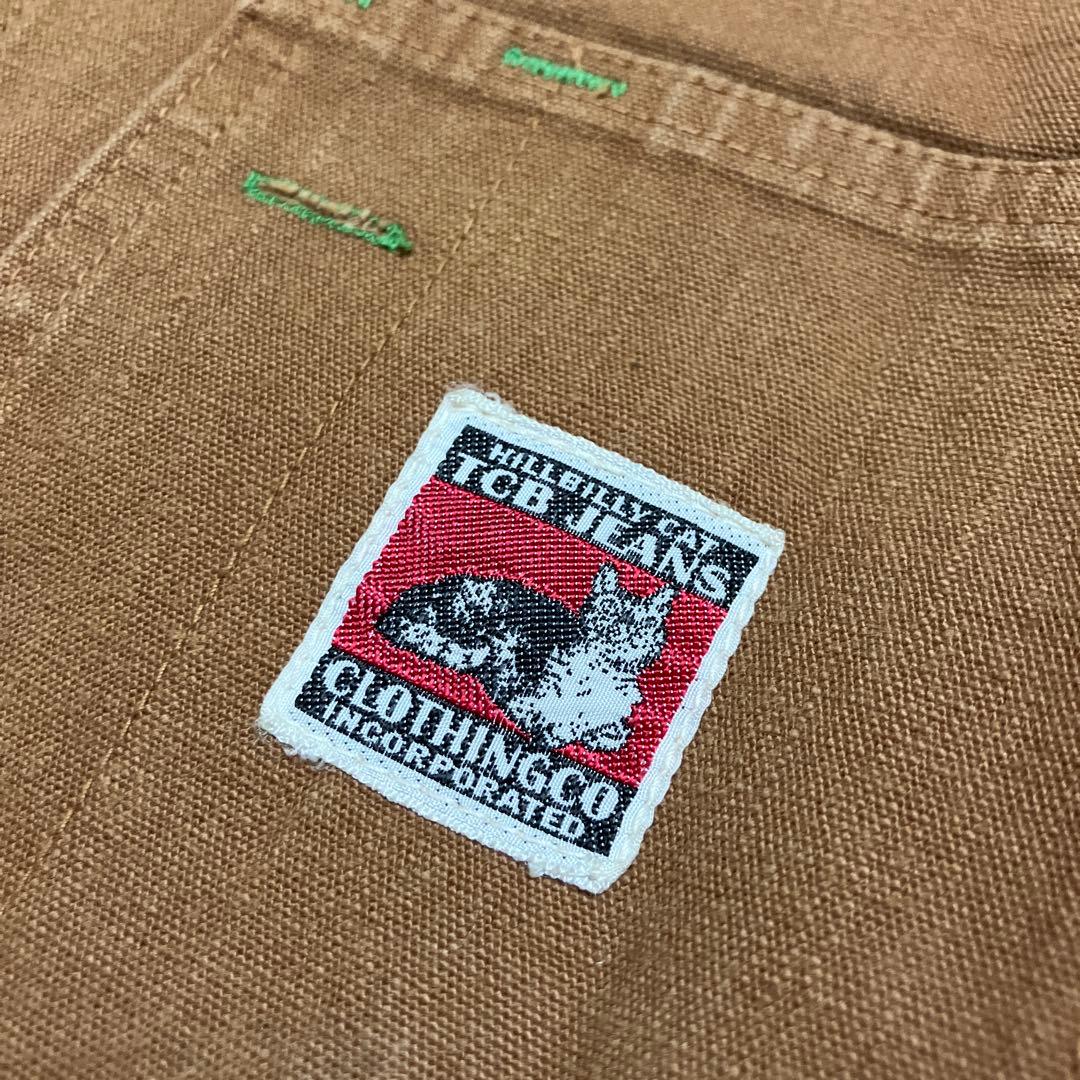 HILLBILLY CAT
TCB JEANS
CLOTHINGCO
INCORPORATED